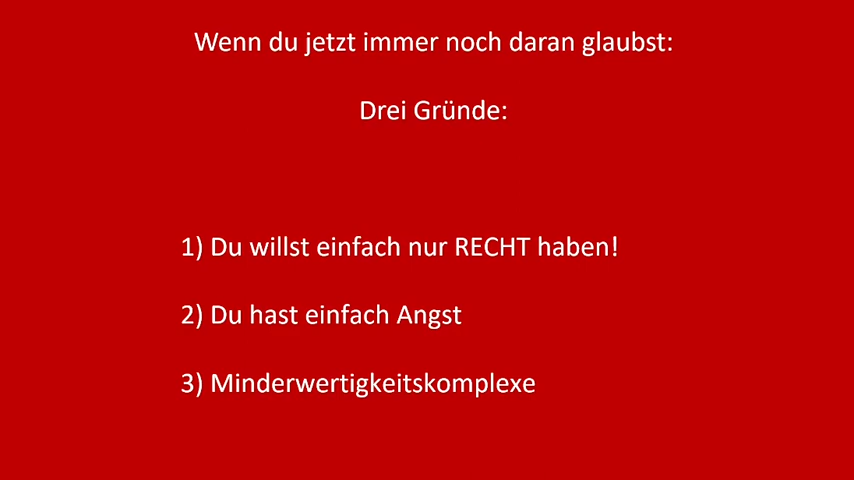 Wenn du jetzt immer noch daran glaubst:
Drei Gründe:
1) Du willst einfach nur RECHT haben!
2) Du hast einfach Angst
3) Minderwertigkeitskomplexe